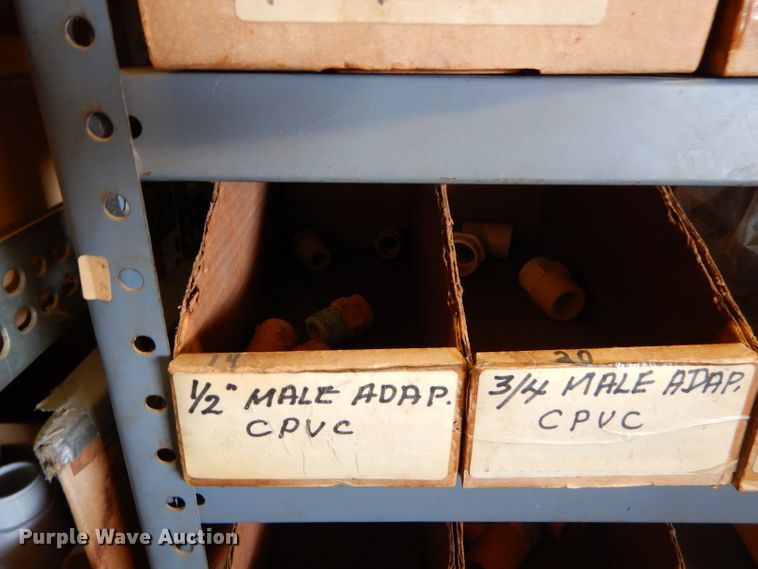 14
1/2" MALE ADAP.
CPVC
20
3/4 MALE ADAP.
CPVC
Purple Wave Auction